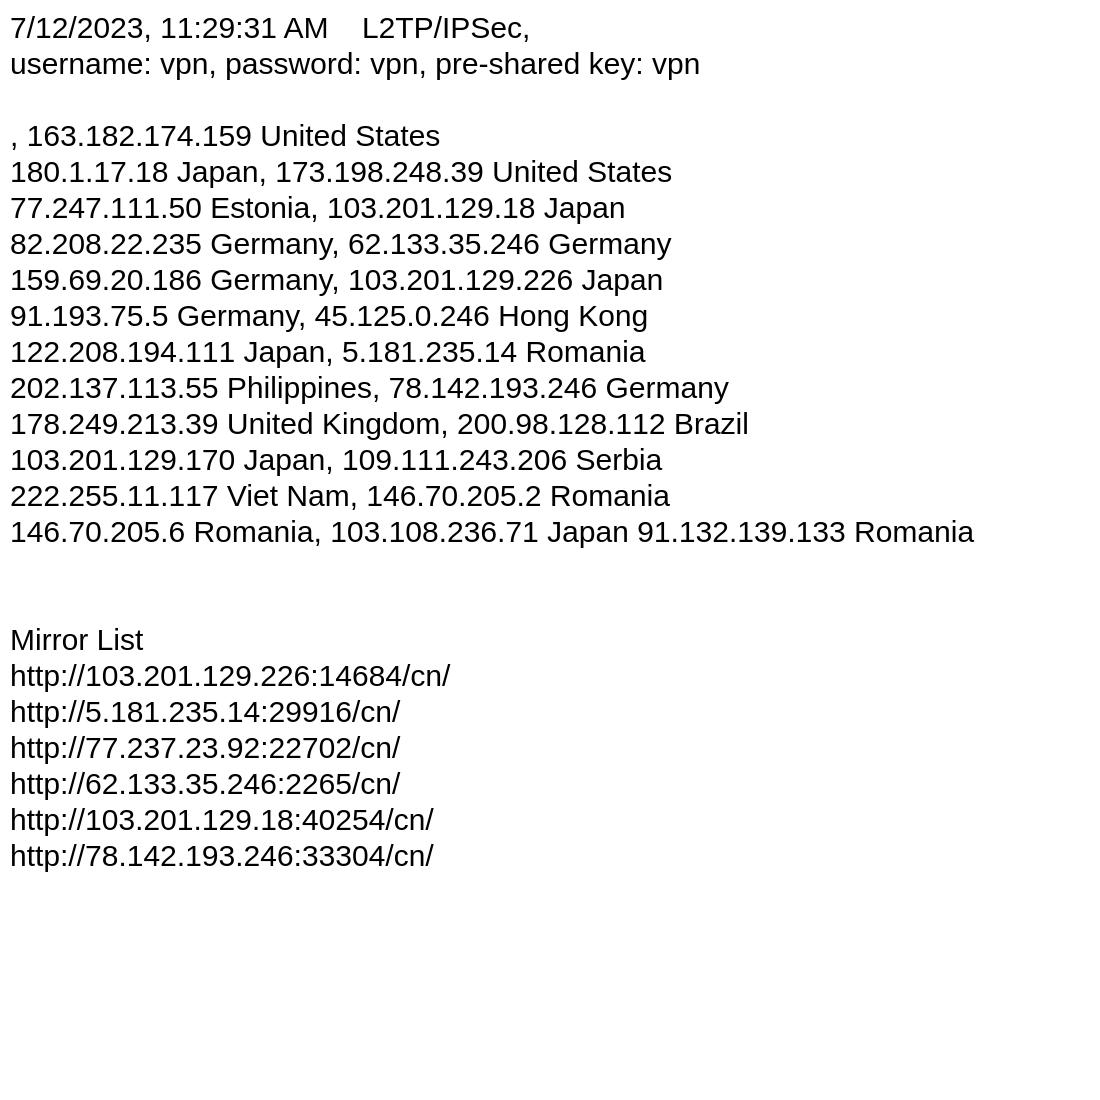 7/12/2023, 11:29:31 AM    L2TP/IPSec,
username: vpn, password: vpn, pre-shared key: vpn
, 163.182.174.159 United States
180.1.17.18 Japan, 173.198.248.39 United States
77.247.111.50 Estonia, 103.201.129.18 Japan
82.208.22.235 Germany, 62.133.35.246 Germany
159.69.20.186 Germany, 103.201.129.226 Japan
91.193.75.5 Germany, 45.125.0.246 Hong Kong
122.208.194.111 Japan, 5.181.235.14 Romania
202.137.113.55 Philippines, 78.142.193.246 Germany
178.249.213.39 United Kingdom, 200.98.128.112 Brazil
103.201.129.170 Japan, 109.111.243.206 Serbia
222.255.11.117 Viet Nam, 146.70.205.2 Romania
146.70.205.6 Romania, 103.108.236.71 Japan 91.132.139.133 Romania
Mirror List
http://103.201.129.226:14684/cn/
http://5.181.235.14:29916/cn/
http://77.237.23.92:22702/cn/
http://62.133.35.246:2265/cn/
http://103.201.129.18:40254/cn/
http://78.142.193.246:33304/cn/